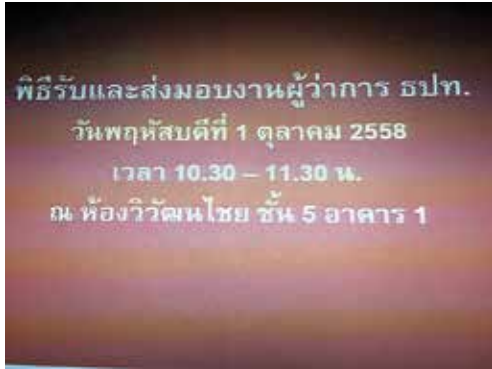 พิธีรับและส่งมอบงานผู้ว่าการ ธปท.
วันพฤหัสบดีที่ 1 ตุลาคม 2558
เวลา 10.30 – 11.30 น.
ณ ห้องวิวัฒนไชย ชั้น 5 อาคาร 1